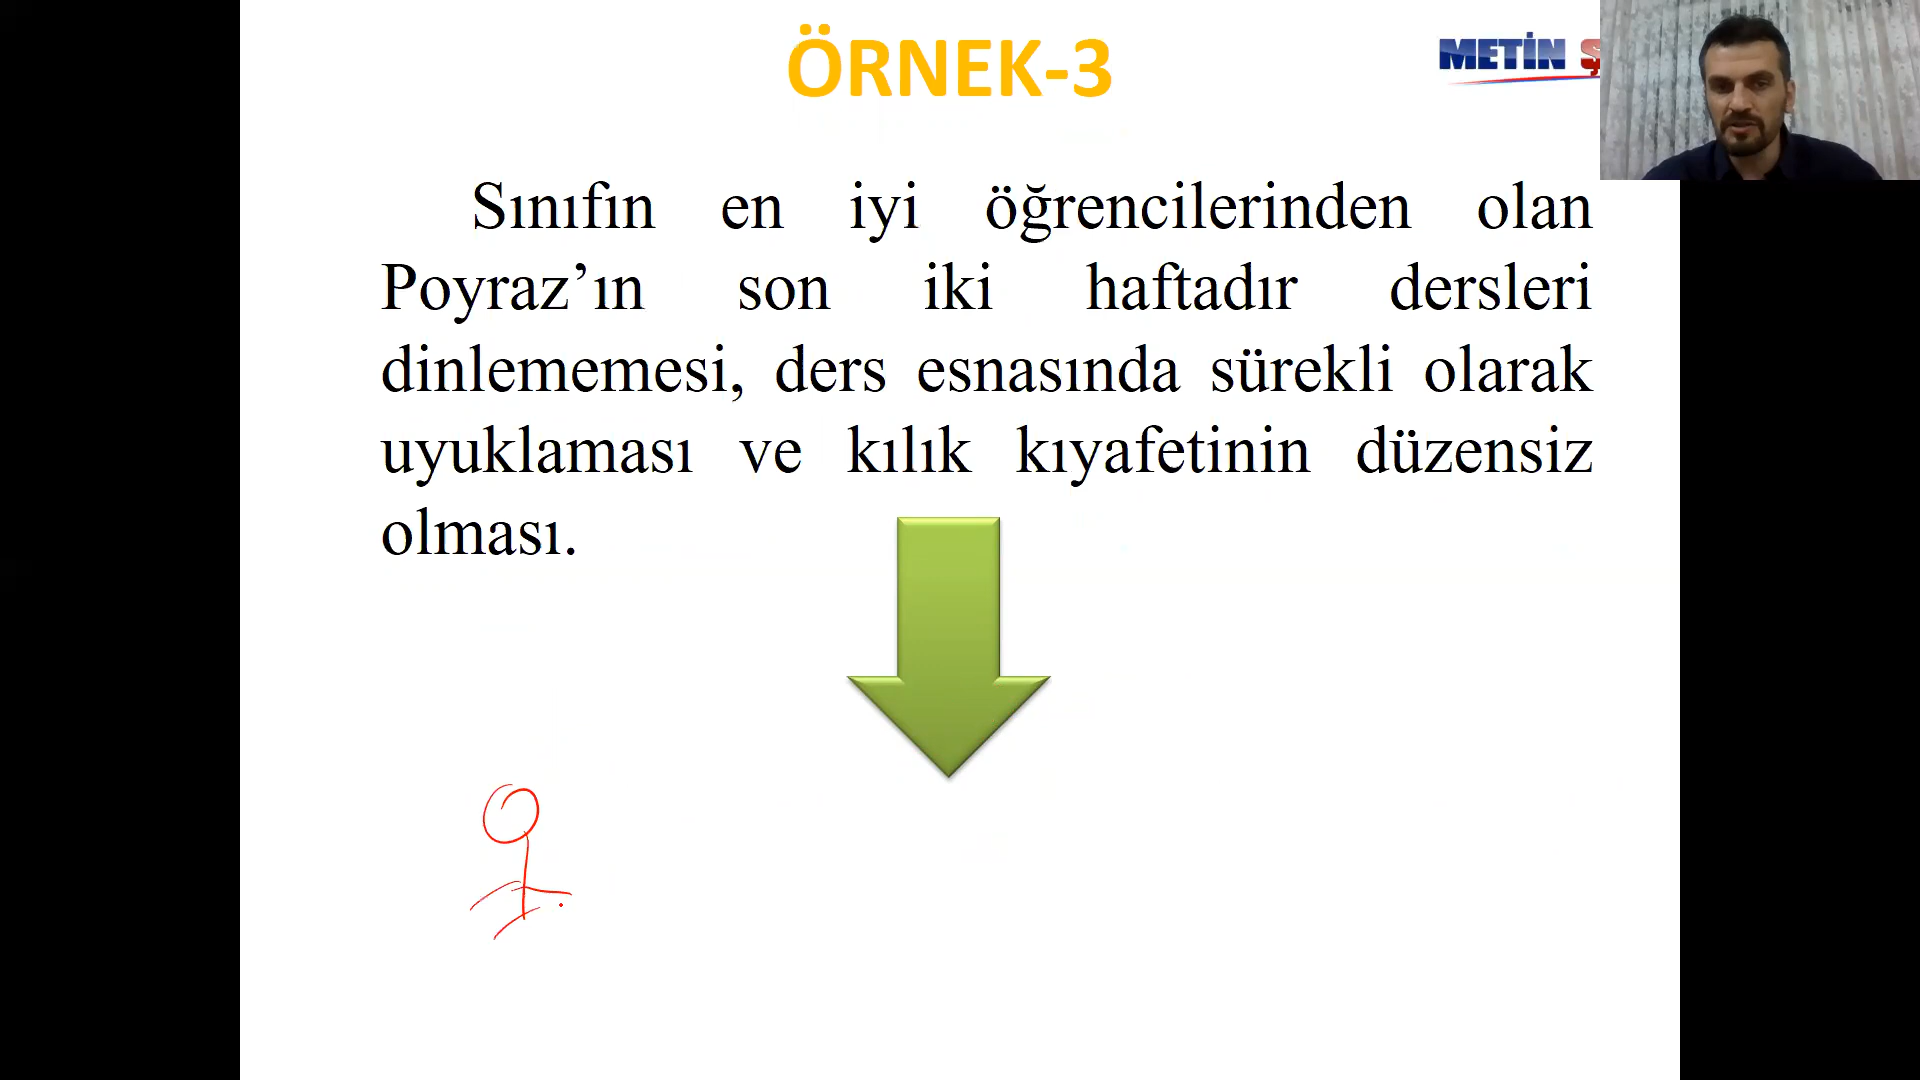 ÖRNEK-3
METİN Ş
Sınıfın en iyi öğrencilerinden olan
Poyraz’ın son iki haftadır dersleri
dinlememesi, ders esnasında sürekli olarak
uyuklaması ve kılık kıyafetinin düzensiz
olması.